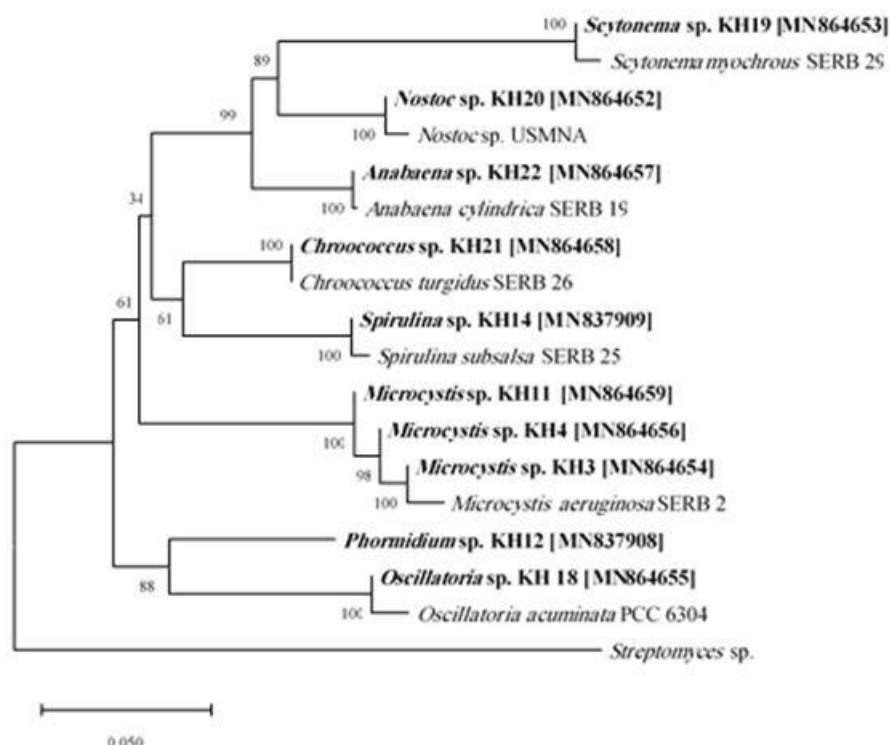 100 Scytonema sp. KH19 [MN864653]
Scytonema myochrous SERB 29
89
Nostoc sp. KH20 [MN864652]
99
100 Nostoc sp. USMNA
Anabaena sp. KH22 [MN864657]
34
100 Anabaena cylindrica SERB 19
100 Chroococcus sp. KH21 [MN864658]
Chroococcus turgidus SERB 26
61
61
Spirulina sp. KH14 [MN837909]
100 Spirulina subsalsa SERB 25
Microcystis sp. KH11 [MN864659]
100 Microcystis sp. KH4 [MN864656]
98 Microcystis sp. KH3 [MN864654]
100 Microcystis aeruginosa SERB 2
Phormidium sp. KH12 [MN837908]
88
Oscillatoria sp. KH 18 [MN864655]
100 Oscillatoria acuminata PCC 6304
Streptomyces sp.
0.050